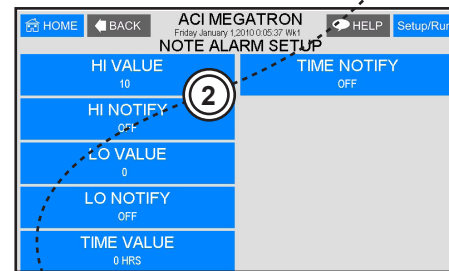 HOME BACK ACI MEGATRON HELP Setup/Run
Friday January 1,2010 0:05:37 Wk1
NOTE ALARM SETUP
HI VALUE TIME NOTIFY
10 OFF
2
HI NOTIFY
OFF
LO VALUE
0
LO NOTIFY
OFF
TIME VALUE
0 HRS